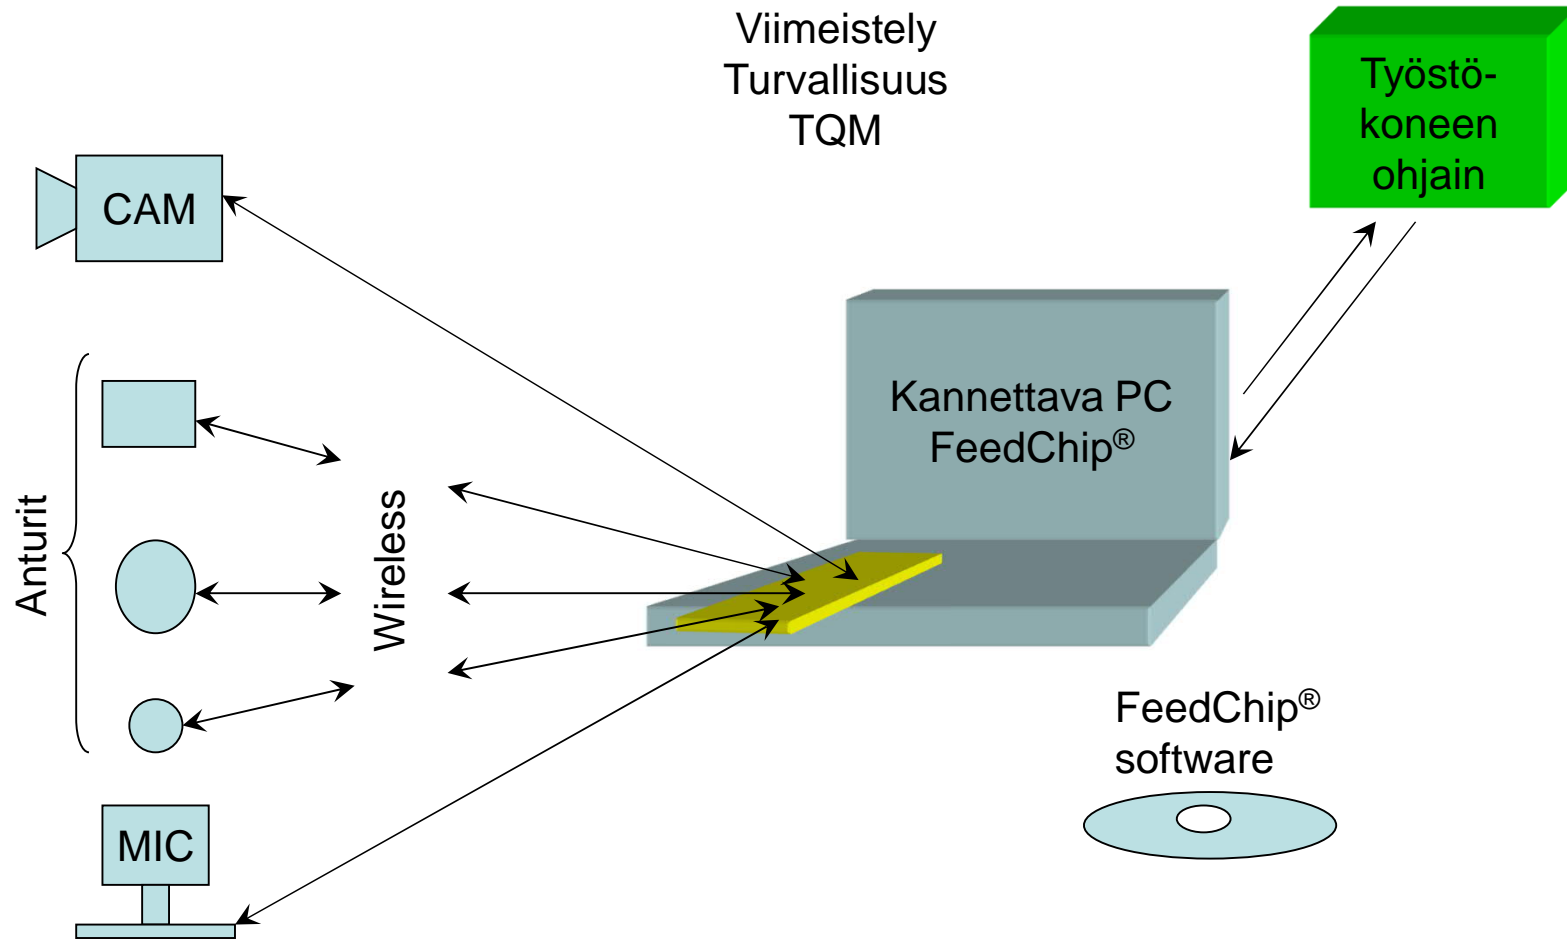 Viimeistely
Turvallisuus
TQM
Työstö-
koneen
ohjain
CAM
Kannettava PC
FeedChip®
Anturit
Wireless
FeedChip®
software
MIC